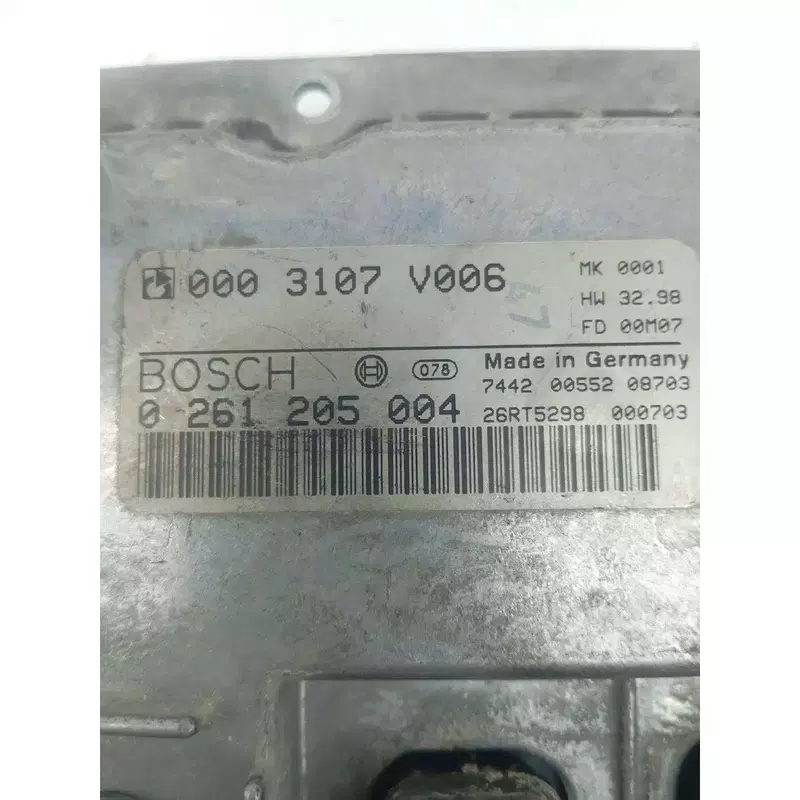 000 3107 V006
MK 0001
HW 32.98
FD 00M07
BOSCH
078
Made in Germany
7442 00552 08703
0 261 205 004
26RT5298 000703